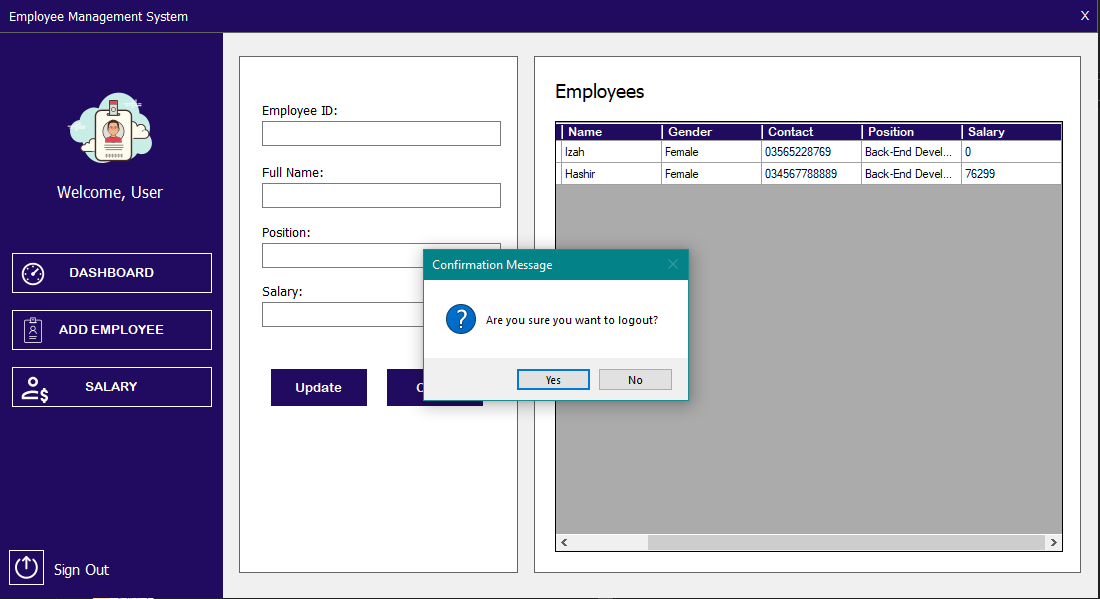 Employee Management System
X
Welcome, User
DASHBOARD
ADD EMPLOYEE
SALARY
Sign Out
Employee ID:
Full Name:
Position:
Salary:
Update
C
Employees
Name Gender Contact Position Salary
Izah Female 03565228769 Back-End Devel... 0
Hashir Female 034567788889 Back-End Devel... 76299
Confirmation Message
? Are you sure you want to logout?
Yes No